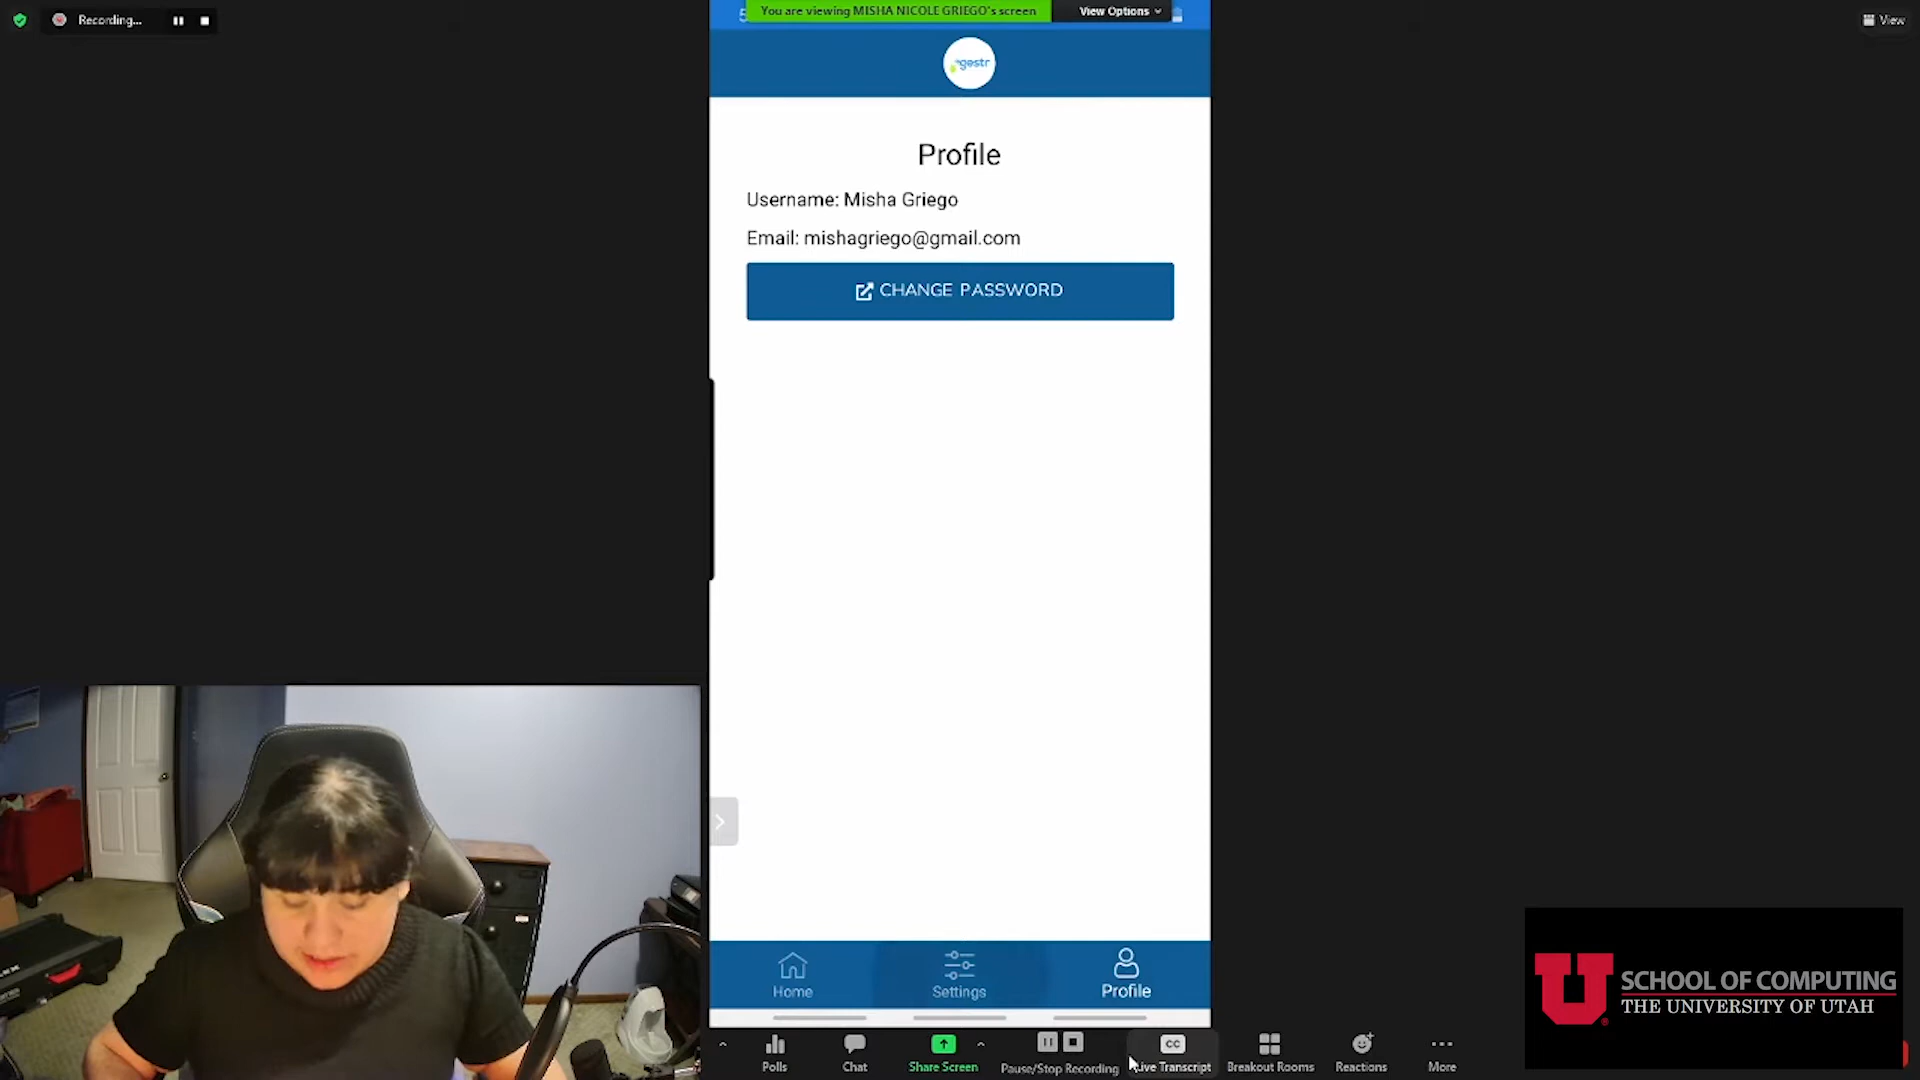 Recording...
You are viewing MISHA NICOLE GRIEGO's screen
View Options
View
gestr
Profile
Username: Misha Griego
Email: mishagriego@gmail.com
CHANGE PASSWORD
Home
Settings
Profile
Polls
Chat
Share Screen
Pause/Stop Recording
CC
Live Transcript
Breakout Rooms
Reactions
More
U
SCHOOL OF COMPUTING
THE UNIVERSITY OF UTAH